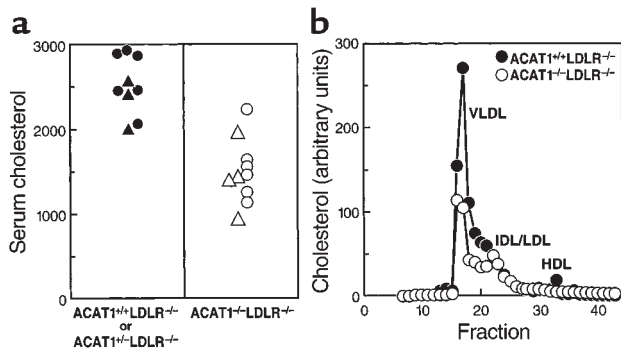 a
3000
2000
1000
0
Serum cholesterol
ACAT1+/+LDLR-/-
or
ACAT1+/-LDLR-/-
ACAT1-/-LDLR-/-
b
300
200
100
0
Cholesterol (arbitrary units)
ACAT1+/+LDLR-/-
ACAT1-/-LDLR-/-
VLDL
IDL/LDL
HDL
0
10
20
30
40
Fraction